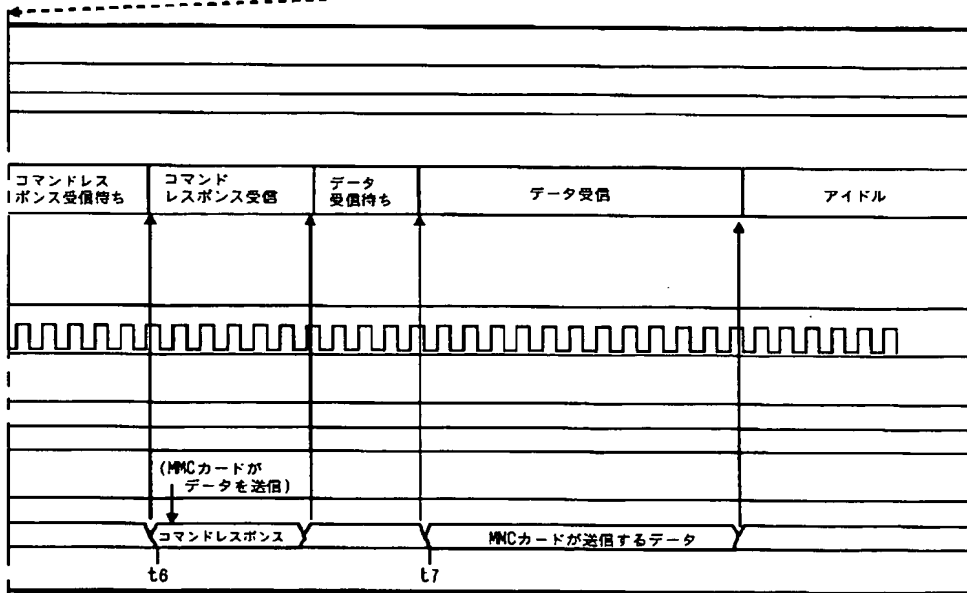 コマンドレス
ポンス受信待ち
コマンド
レスポンス受信
データ
受信待ち
データ受信
アイドル
(MMCカードが
データを送信)
コマンドレスポンス
MMCカードが送信するデータ
t6
t7